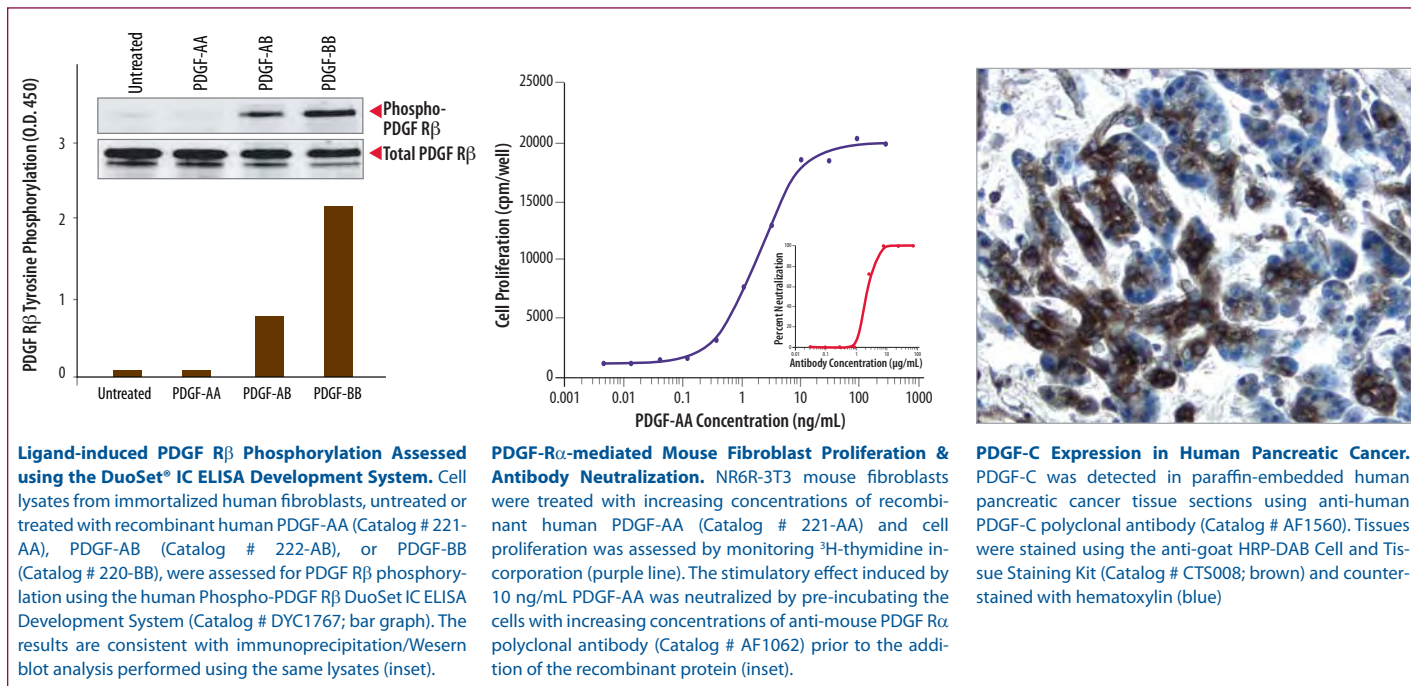 Untreated
PDGF-AA
PDGF-AB
PDGF-BB
Phospho-
PDGF Rβ
Total PDGF Rβ
PDGF Rβ Tyrosine Phosphorylation (O.D. 450)
3
2
1
0
Untreated
PDGF-AA
PDGF-AB
PDGF-BB
Ligand-induced PDGF Rβ Phosphorylation Assessed
using the DuoSet® IC ELISA Development System. Cell
lysates from immortalized human fibroblasts, untreated or
treated with recombinant human PDGF-AA (Catalog # 221-
AA), PDGF-AB (Catalog # 222-AB), or PDGF-BB
(Catalog # 220-BB), were assessed for PDGF Rβ phosphory-
lation using the human Phospho-PDGF Rβ DuoSet IC ELISA
Development System (Catalog # DYC1767; bar graph). The
results are consistent with immunoprecipitation/Wesern
blot analysis performed using the same lysates (inset).
Cell Proliferation (cpm/well)
25000
20000
15000
10000
5000
0
0.001
0.01
0.1
1
10
100
1000
PDGF-AA Concentration (ng/mL)
Percent Neutralization
100
80
60
40
20
0
0.01
0.1
1
10
100
Antibody Concentration (µg/mL)
PDGF-Rα-mediated Mouse Fibroblast Proliferation &
Antibody Neutralization. NR6R-3T3 mouse fibroblasts
were treated with increasing concentrations of recombi-
nant human PDGF-AA (Catalog # 221-AA) and cell
proliferation was assessed by monitoring ³H-thymidine in-
corporation (purple line). The stimulatory effect induced by
10 ng/mL PDGF-AA was neutralized by pre-incubating the
cells with increasing concentrations of anti-mouse PDGF Rα
polyclonal antibody (Catalog # AF1062) prior to the addi-
tion of the recombinant protein (inset).
PDGF-C Expression in Human Pancreatic Cancer.
PDGF-C was detected in paraffin-embedded human
pancreatic cancer tissue sections using anti-human
PDGF-C polyclonal antibody (Catalog # AF1560). Tissues
were stained using the anti-goat HRP-DAB Cell and Tis-
sue Staining Kit (Catalog # CTS008; brown) and counter-
stained with hematoxylin (blue)